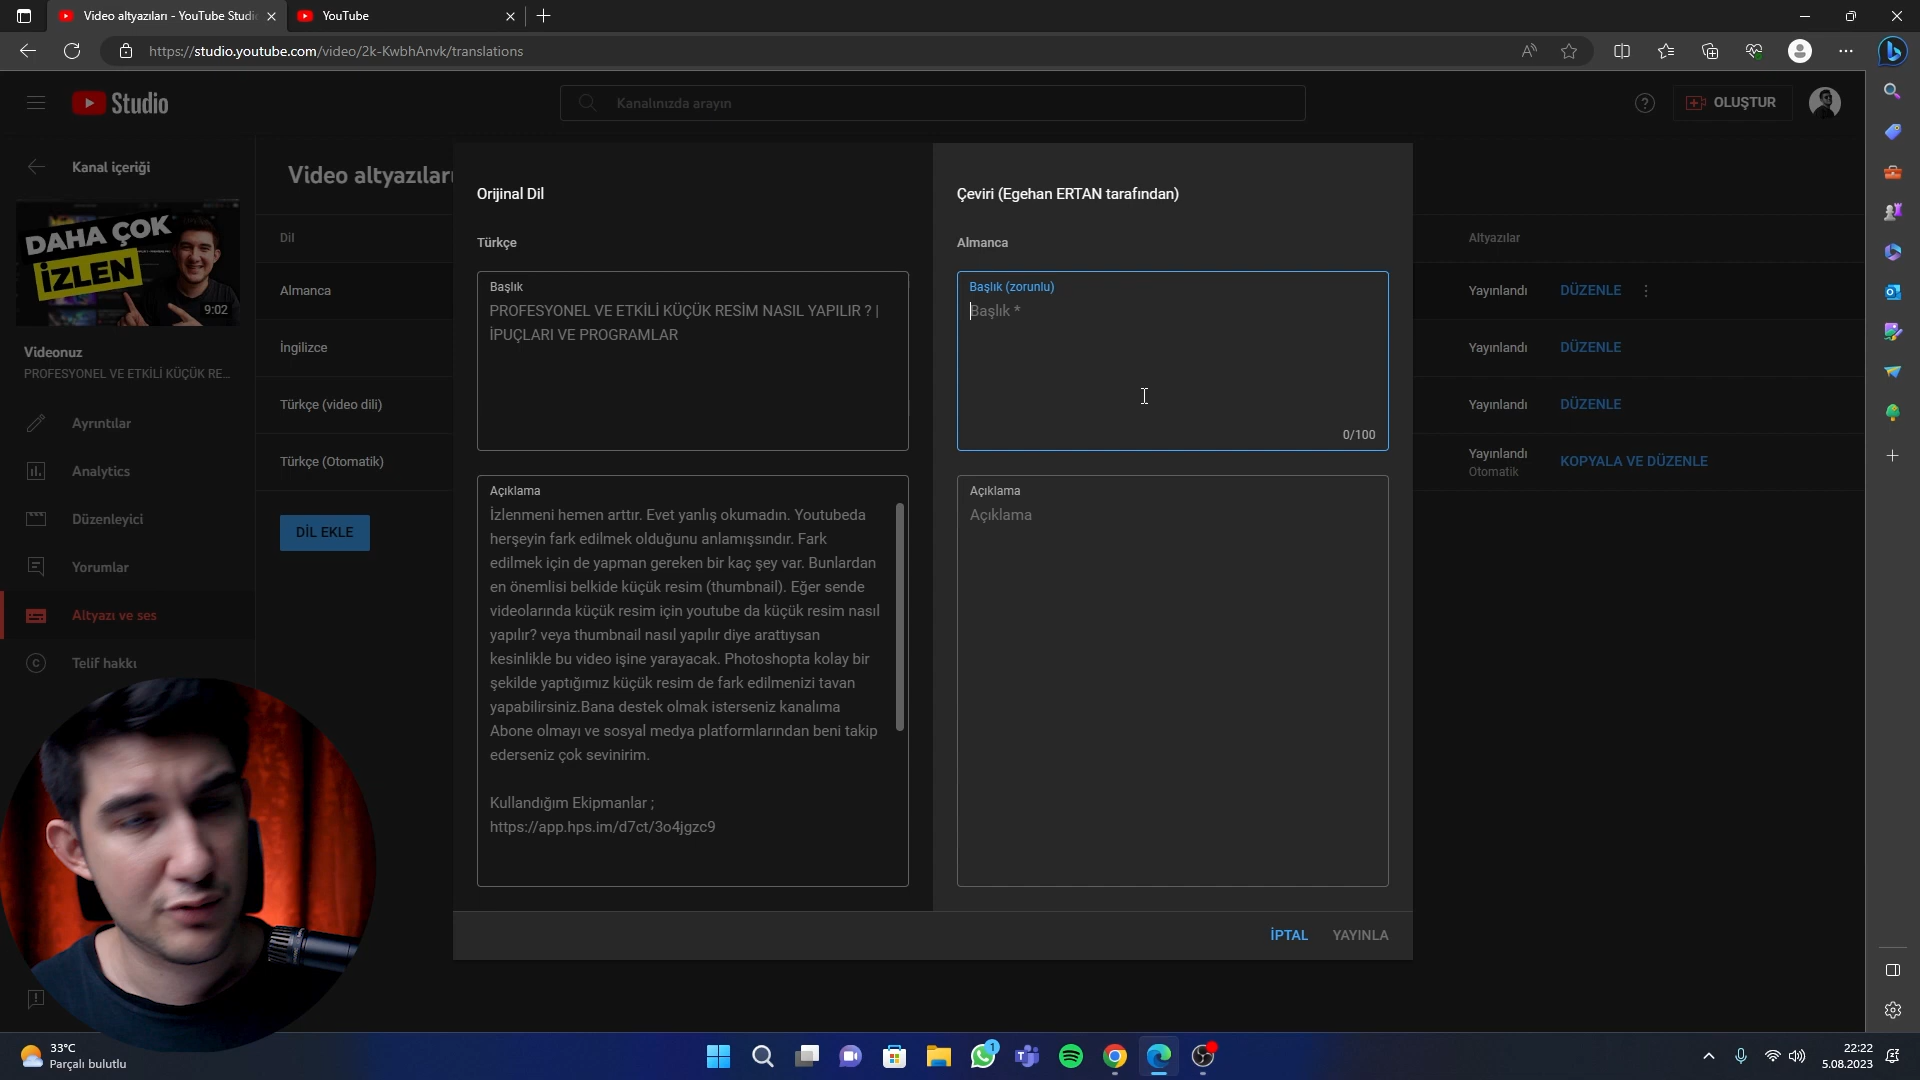 Video altyazıları - YouTube Studi
YouTube
https://studio.youtube.com/video/2k-KwbhAnvk/translations
Studio
Kanalınızda arayın
OLUŞTUR
Kanal içeriği
DAHA ÇOK
İZLEN
9:02
Videonuz
PROFESYONEL VE ETKİLİ KÜÇÜK RE...
Ayrıntılar
Analytics
Düzenleyici
Yorumlar
Altyazı ve ses
Telif hakkı
Video altyazıları
Dil
Almanca
İngilizce
Türkçe (video dili)
Türkçe (Otomatik)
DİL EKLE
Orijinal Dil
Türkçe
Başlık
PROFESYONEL VE ETKİLİ KÜÇÜK RESİM NASIL YAPILIR ? |
İPUÇLARI VE PROGRAMLAR
Açıklama
İzlenmeni hemen arttır. Evet yanlış okumadın. Youtubeda
herşeyin fark edilmek olduğunu anlamışsındır. Fark
edilmek için de yapman gereken bir kaç şey var. Bunlardan
en önemlisi belkide küçük resim (thumbnail). Eğer sende
videolarında küçük resim için youtube da küçük resim nasıl
yapılır? veya thumbnail nasıl yapılır diye arattıysan
kesinlikle bu video işine yarayacak. Photoshopta kolay bir
şekilde yaptığımız küçük resim de fark edilmenizi tavan
yapabilirsiniz.Bana destek olmak isterseniz kanalıma
Abone olmayı ve sosyal medya platformlarından beni takip
ederseniz çok sevinirim.
Kullandığım Ekipmanlar ;
https://app.hps.im/d7ct/3o4jgzc9
Çeviri (Egehan ERTAN tarafından)
Almanca
Başlık (zorunlu)
Başlık *
0/100
Açıklama
Açıklama
İPTAL
YAYINLA
Altyazılar
Yayınlandı DÜZENLE
Yayınlandı DÜZENLE
Yayınlandı DÜZENLE
Yayınlandı KOPYALA VE DÜZENLE
Otomatik
33°C
Parçalı bulutlu
1
22:22
5.08.2023